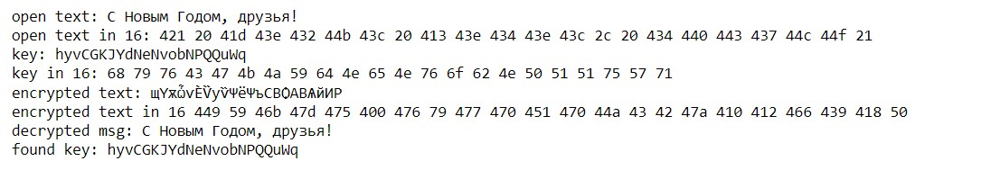 open text: С Новым Годом, друзья!
open text in 16: 421 20 41d 43e 432 44b 43c 20 413 43e 434 43e 43c 2c 20 434 440 443 437 44c 44f 21
key: hyvCGKJYdNeNvobNPQQuWq
key in 16: 68 79 76 43 47 4b 4a 59 64 4e 65 4e 76 6f 62 4e 50 51 51 75 57 71
encrypted text: щYѫѽѵЀѶyѷѰёѰъCBѺАВѦйИP
encrypted text in 16 449 59 46b 47d 475 400 476 79 477 470 451 470 44a 43 42 47a 410 412 466 439 418 50
decrypted msg: С Новым Годом, друзья!
found key: hyvCGKJYdNeNvobNPQQuWq